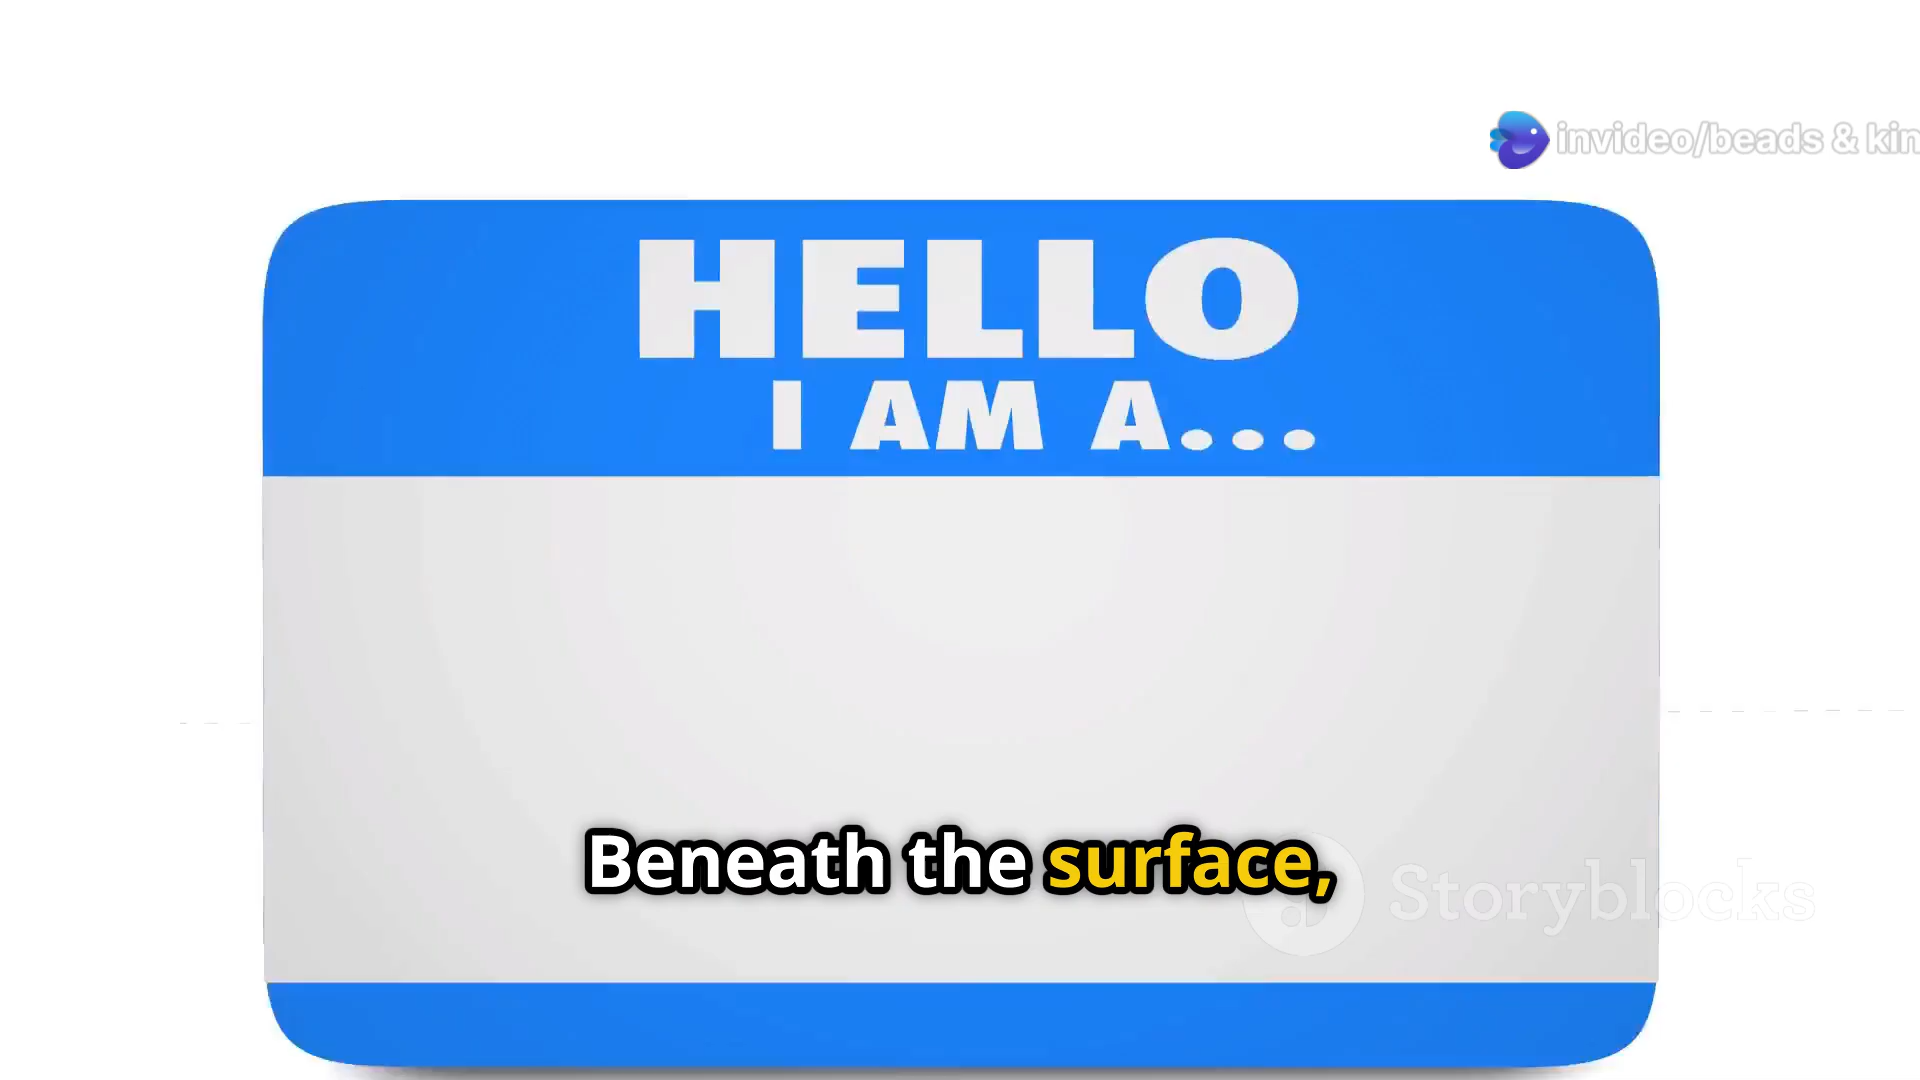 invideo/beads & kin
HELLO
I AM A...
Beneath the surface,
Storyblocks